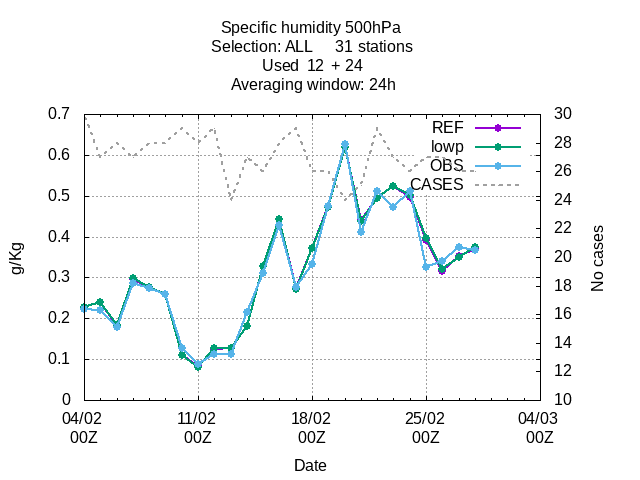 Specific humidity 500hPa
Selection: ALL 31 stations
Used 12 + 24
Averaging window: 24h
0.7
0.6
0.5
0.4
0.3
0.2
0.1
0
g/Kg
REF
lowp
OBS
CASES
30
28
26
24
22
20
18
16
14
12
10
No cases
04/02 11/02 18/02 25/02 04/03
00Z 00Z 00Z 00Z 00Z
Date